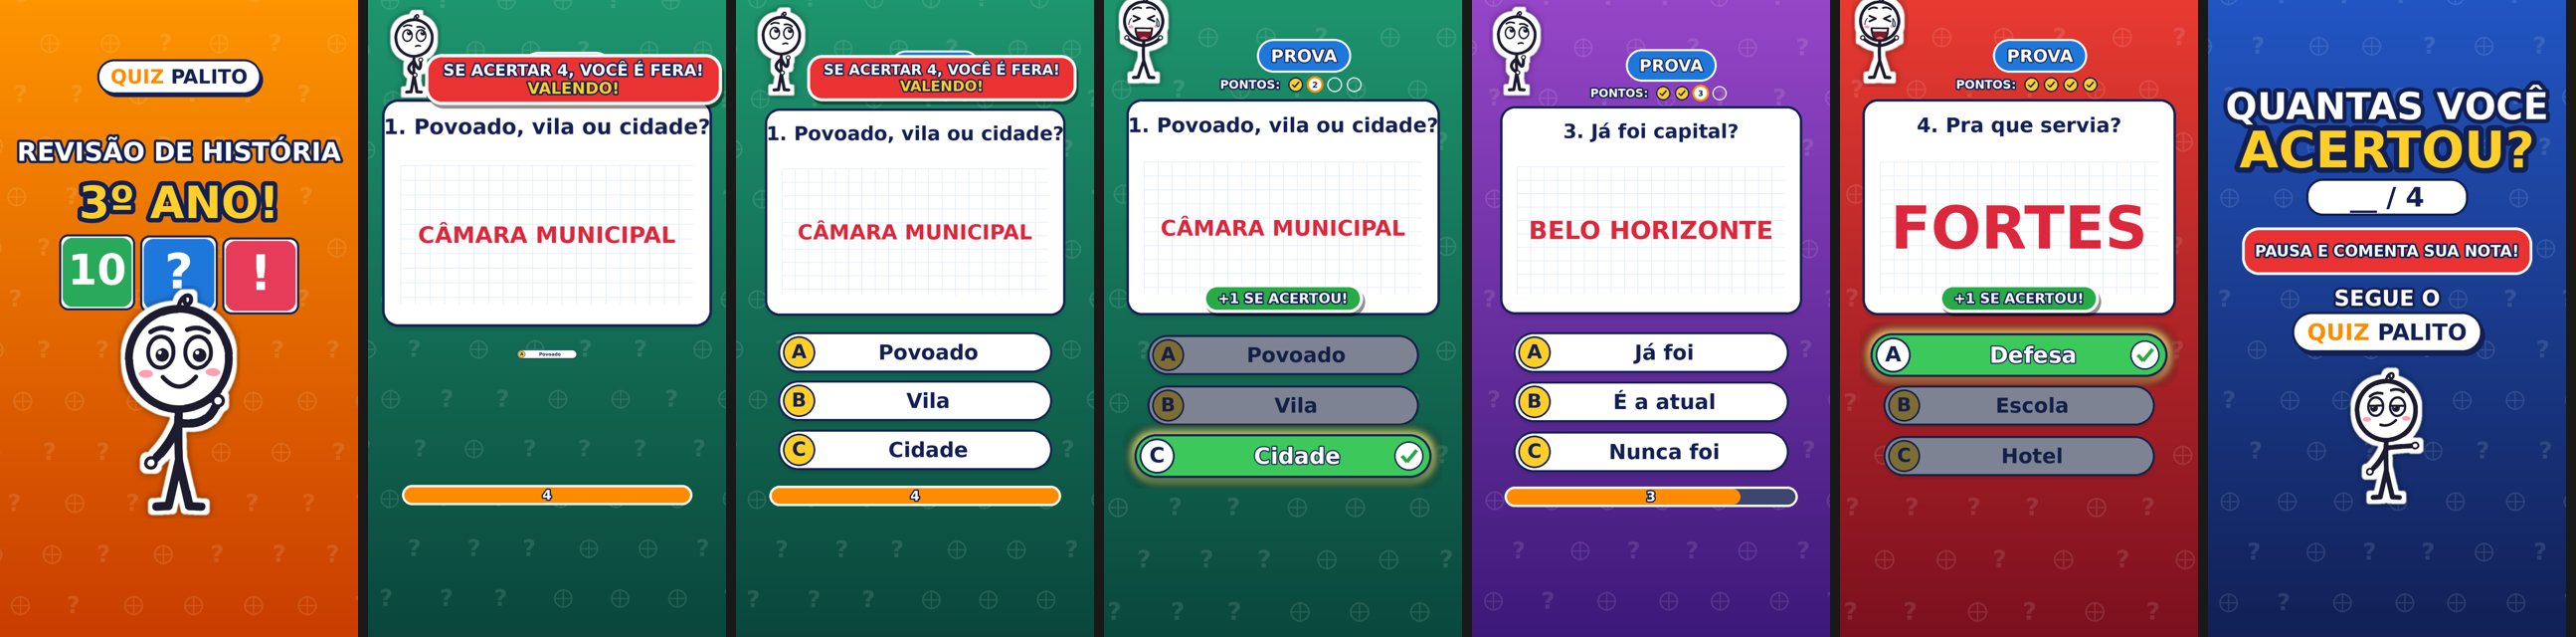 QUIZ PALITO
REVISÃO DE HISTÓRIA
3º ANO!
10 ? !
SE ACERTAR 4, VOCÊ É FERA!
VALENDO!
1. Povoado, vila ou cidade?
CÂMARA MUNICIPAL
A Povoado
4
SE ACERTAR 4, VOCÊ É FERA!
VALENDO!
1. Povoado, vila ou cidade?
CÂMARA MUNICIPAL
A Povoado
B Vila
C Cidade
4
PROVA
PONTOS: 2
1. Povoado, vila ou cidade?
CÂMARA MUNICIPAL
+1 SE ACERTOU!
A Povoado
B Vila
C Cidade
PROVA
PONTOS: 3
3. Já foi capital?
BELO HORIZONTE
A Já foi
B É a atual
C Nunca foi
3
PROVA
PONTOS:
4. Pra que servia?
FORTES
+1 SE ACERTOU!
A Defesa
B Escola
C Hotel
QUANTAS VOCÊ
ACERTOU?
__ / 4
PAUSA E COMENTA SUA NOTA!
SEGUE O
QUIZ PALITO